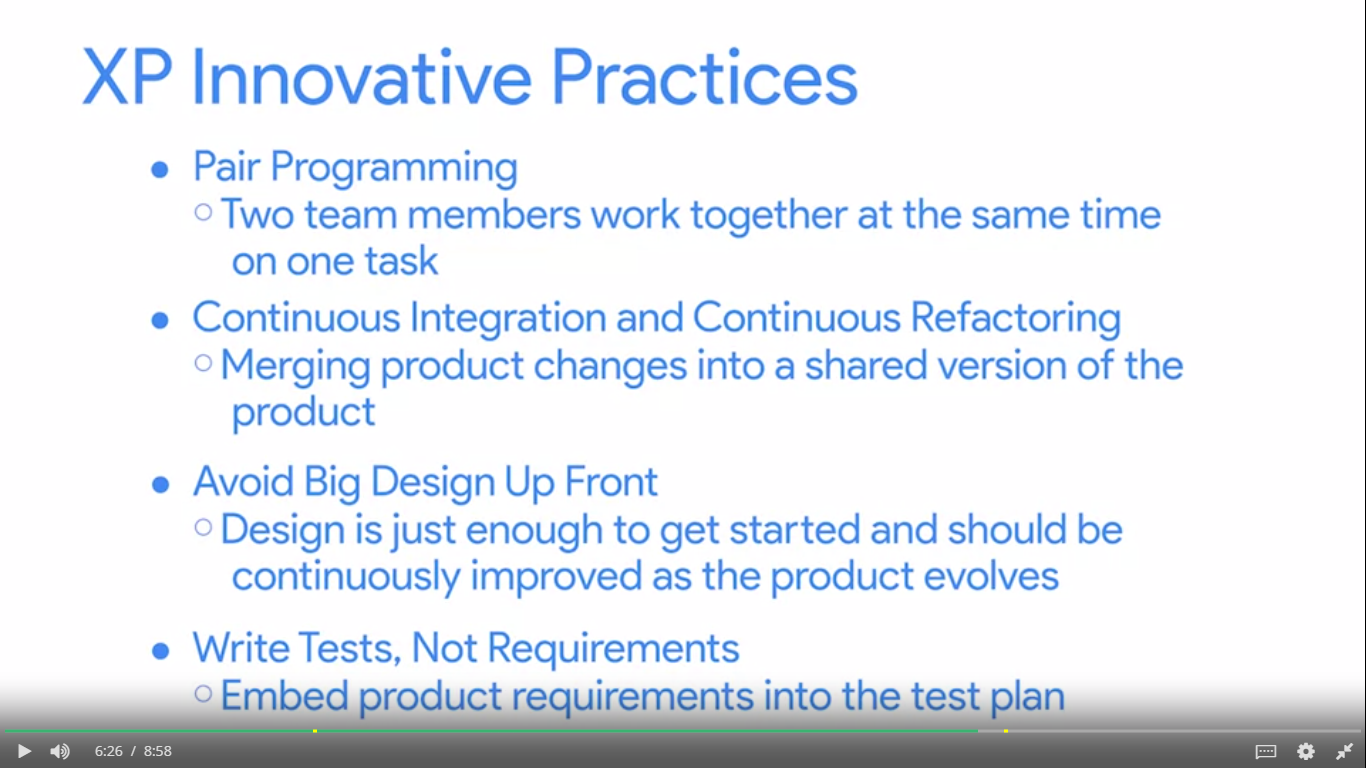 XP Innovative Practices
● Pair Programming
○ Two team members work together at the same time
on one task
● Continuous Integration and Continuous Refactoring
○ Merging product changes into a shared version of the
product
● Avoid Big Design Up Front
○ Design is just enough to get started and should be
continuously improved as the product evolves
● Write Tests, Not Requirements
○ Embed product requirements into the test plan
6:26 / 8:58